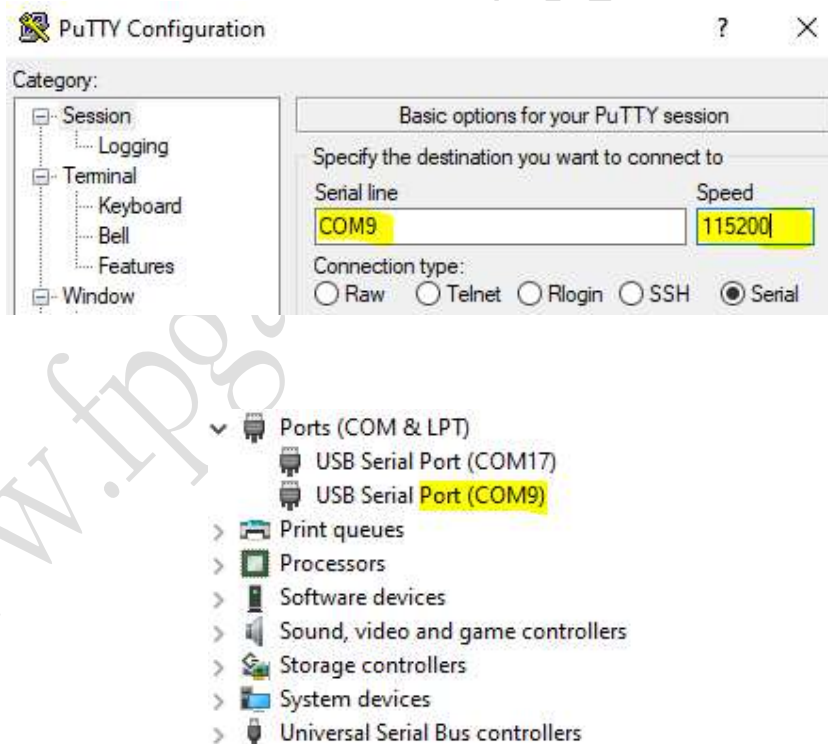 PuTTY Configuration ? ×
Category:
Session
Logging
Terminal
Keyboard
Bell
Features
Window
Basic options for your PuTTY session
Specify the destination you want to connect to
Serial line Speed
COM9 115200
Connection type:
Raw Telnet Rlogin SSH Serial
Ports (COM & LPT)
USB Serial Port (COM17)
USB Serial Port (COM9)
Print queues
Processors
Software devices
Sound, video and game controllers
Storage controllers
System devices
Universal Serial Bus controllers
w.fpga